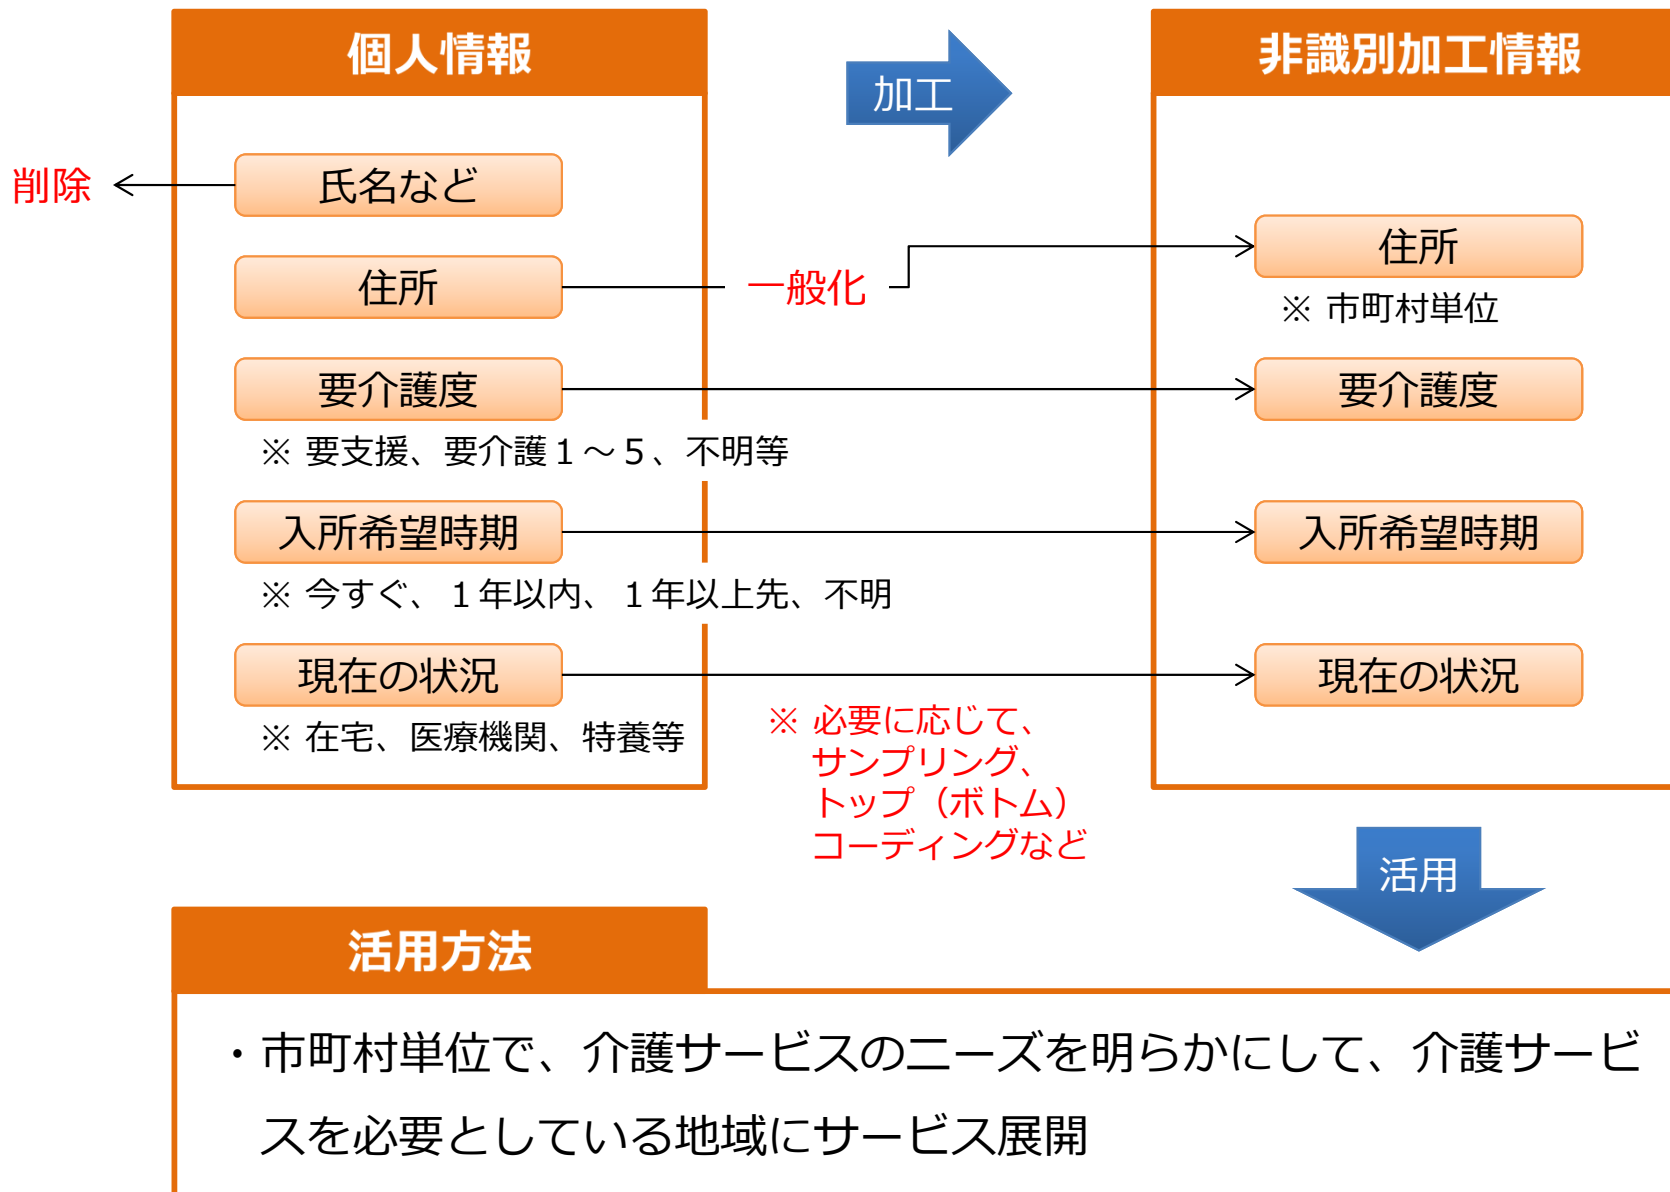 個人情報
加工
非識別加工情報
削除
氏名など
住所
一般化
住所
※ 市町村単位
要介護度
要介護度
※ 要支援、要介護１～５、不明等
入所希望時期
入所希望時期
※ 今すぐ、１年以内、１年以上先、不明
現在の状況
現在の状況
※ 在宅、医療機関、特養等
※ 必要に応じて、
サンプリング、
トップ（ボトム）
コーディングなど
活用
活用方法
・市町村単位で、介護サービスのニーズを明らかにして、介護サービ
スを必要としている地域にサービス展開